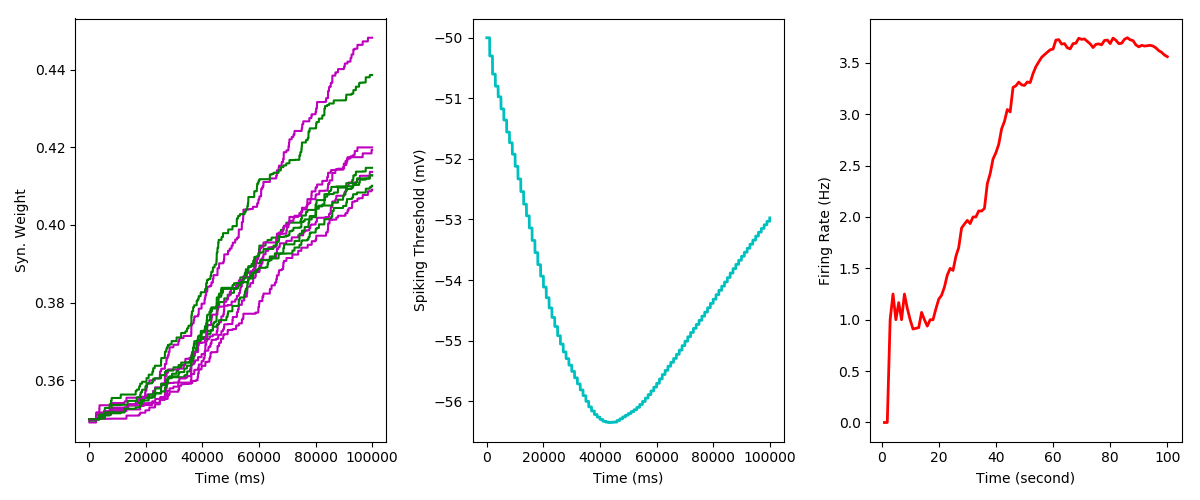 Syn. Weight
0.44
0.42
0.40
0.38
0.36
0 20000 40000 60000 80000 100000
Time (ms)
Spiking Threshold (mV)
−50
−51
−52
−53
−54
−55
−56
0 20000 40000 60000 80000 100000
Time (ms)
Firing Rate (Hz)
3.5
3.0
2.5
2.0
1.5
1.0
0.5
0.0
0 20 40 60 80 100
Time (second)